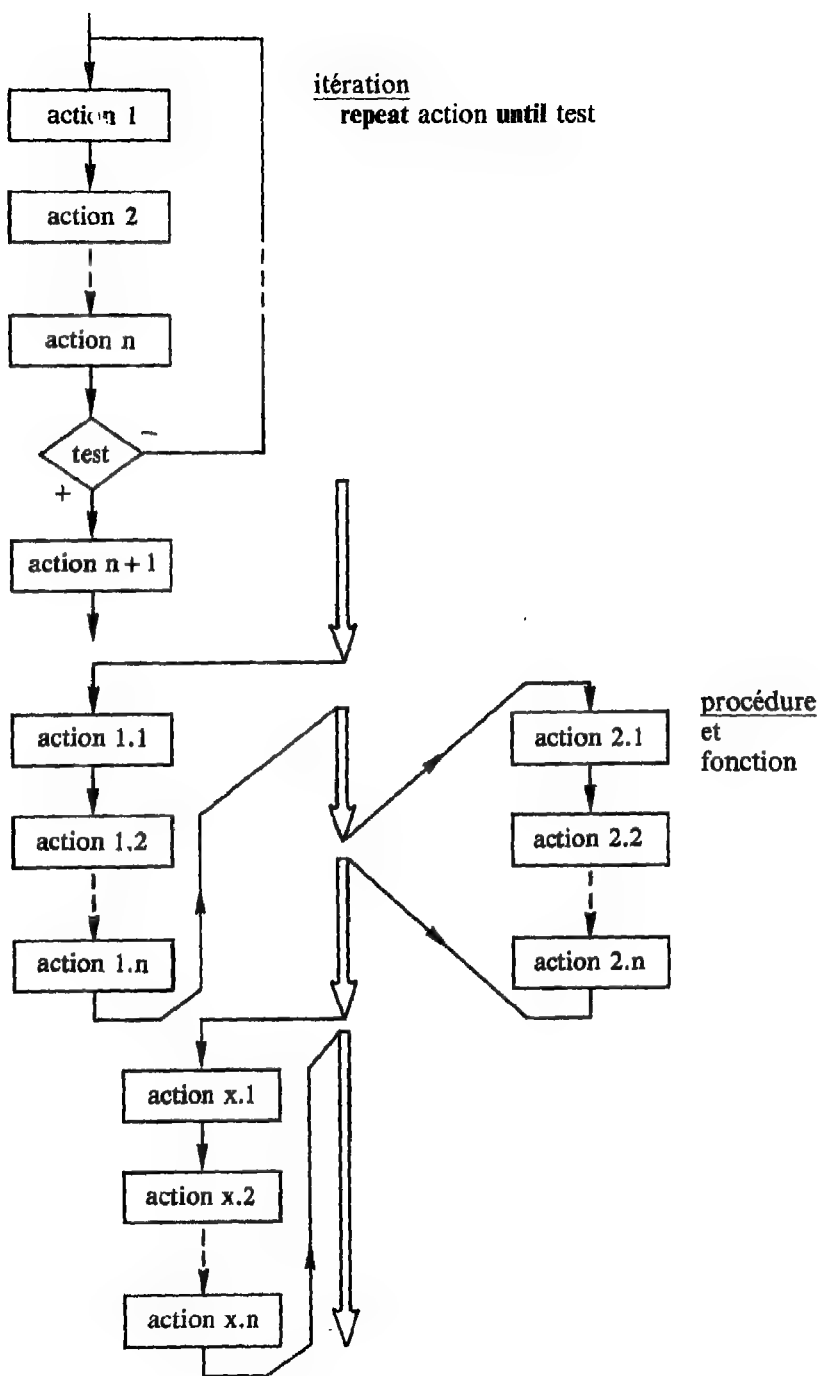 itération
repeat action until test
action 1
action 2
action n
test
−
+
action n + 1
procédure
et
fonction
action 1.1
action 1.2
action 1.n
action 2.1
action 2.2
action 2.n
action x.1
action x.2
action x.n